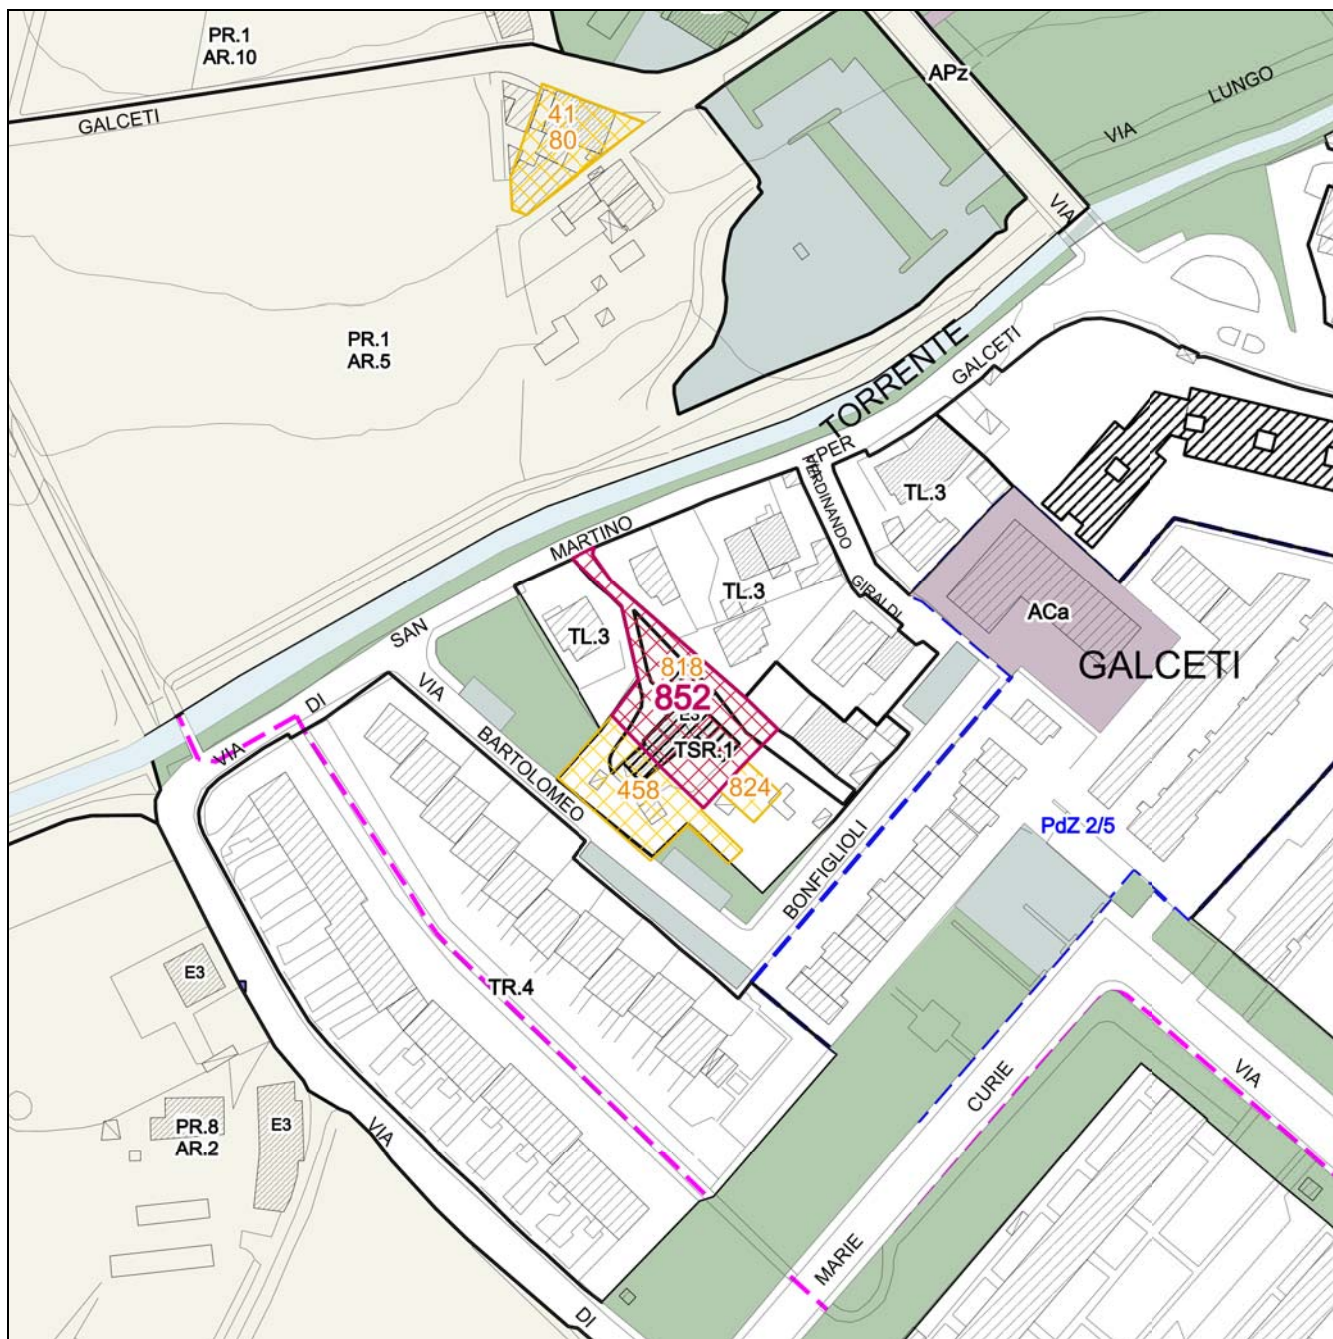 PR.1
AR.10
GALCETI
41
80
APz
LUNGO
VIA
VIA
PR.1
AR.5
TORRENTE
GALCETI
PER
VIA
FERDINANDO
GIRALDI
TL.3
MARTINO
TL.3
TL.3
ACa
GALCETI
SAN
DI
VIA
818
852
E3
TSR.1
458
824
VIA
BARTOLOMEO
BONFIGLIOLI
PdZ 2/5
E3
TR.4
PR.8
AR.2
E3
VIA
DI
CURIE
MARIE
VIA